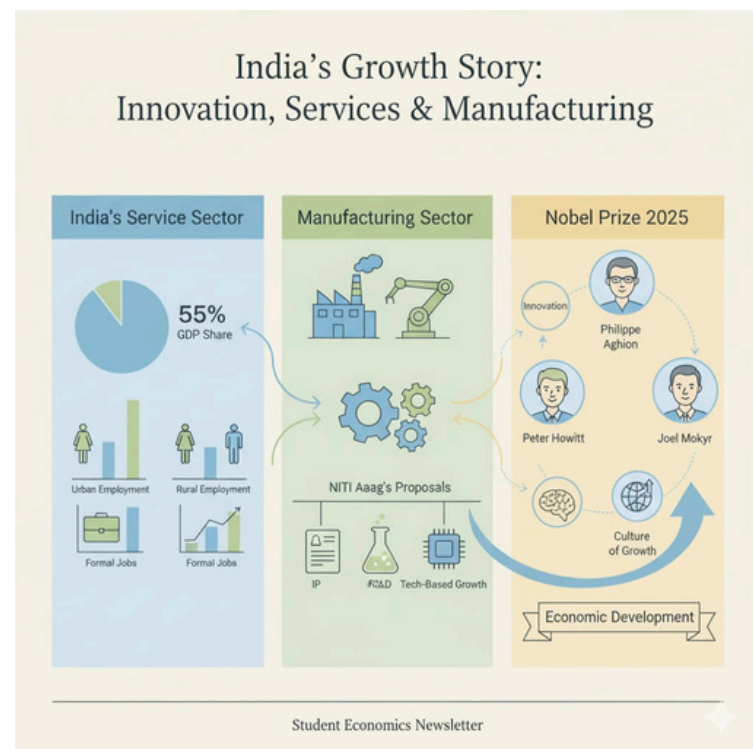 India's Growth Story:
Innovation, Services & Manufacturing
India's Service Sector
55%
GDP Share
Urban Employment
Rural Employment
Formal Jobs
Formal Jobs
Manufacturing Sector
NITI Aaag's Proposals
IP
Tech-Based Growth
Nobel Prize 2025
Innovation
Philippe
Aghion
Peter Howitt
Joel Mokyr
Culture
of Growth
Economic Development
Student Economics Newsletter